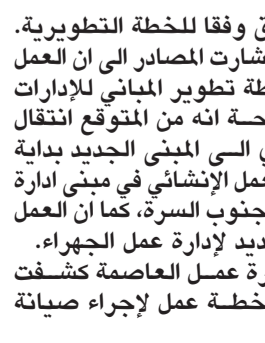 وفقا للخطة التطويرية.
شارت المصادر الى ان العمل
طة تطوير المباني للإدارات
حة انه من المتوقع انتقال
ي الى المبنى الجديد بداية
عمل الإنشائي في مبنى ادارة
جنوب السرة، كما ان العمل
ديد لإدارة عمل الجهراء.
رة عمل العاصمة كشفت
خطة عمل لإجراء صيانة